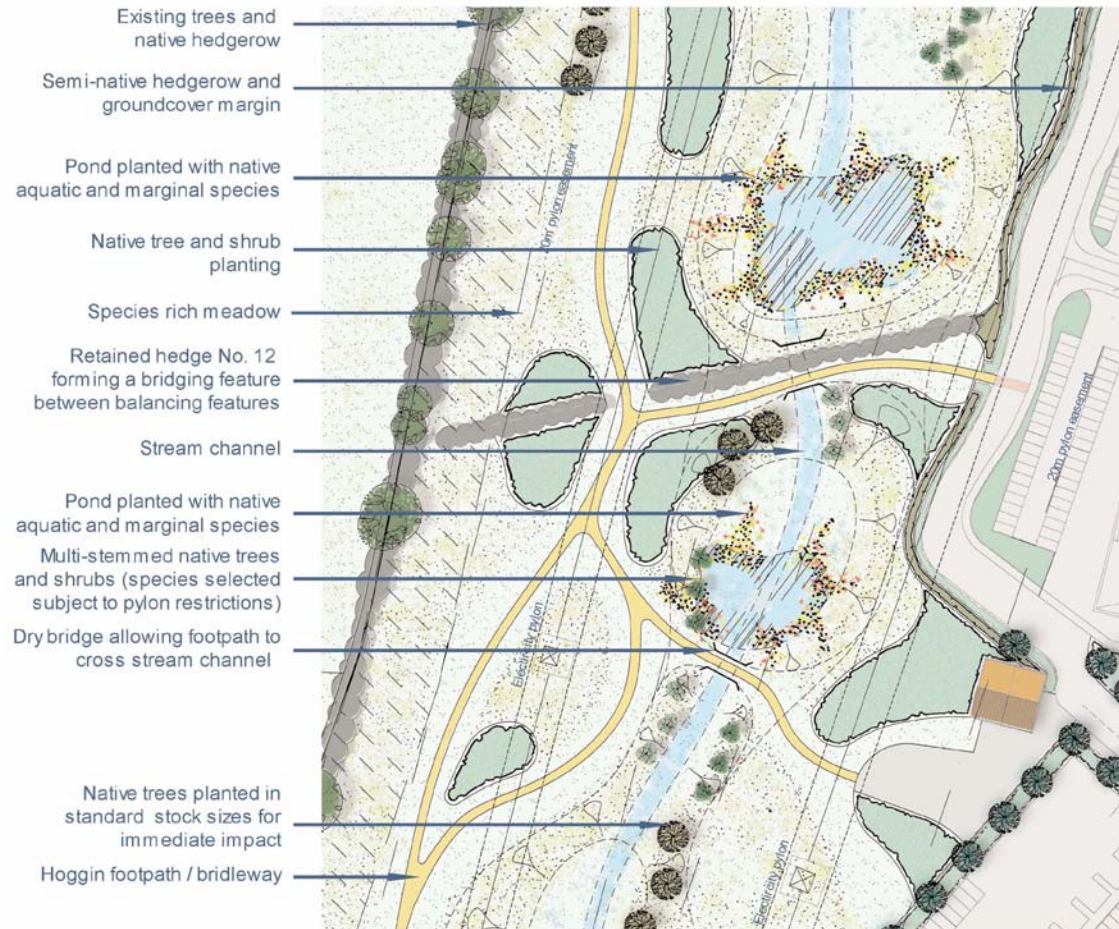 Existing trees and
native hedgerow
Semi-native hedgerow and
groundcover margin
Pond planted with native
aquatic and marginal species
Native tree and shrub
planting
Species rich meadow
Retained hedge No. 12
forming a bridging feature
between balancing features
Stream channel
Pond planted with native
aquatic and marginal species
Multi-stemmed native trees
and shrubs (species selected
subject to pylon restrictions)
Dry bridge allowing footpath to
cross stream channel
Native trees planted in
standard stock sizes for
immediate impact
Hoggin footpath / bridleway
20m pylon easement
20m pylon easement
Electricity pylon
Electricity pylon